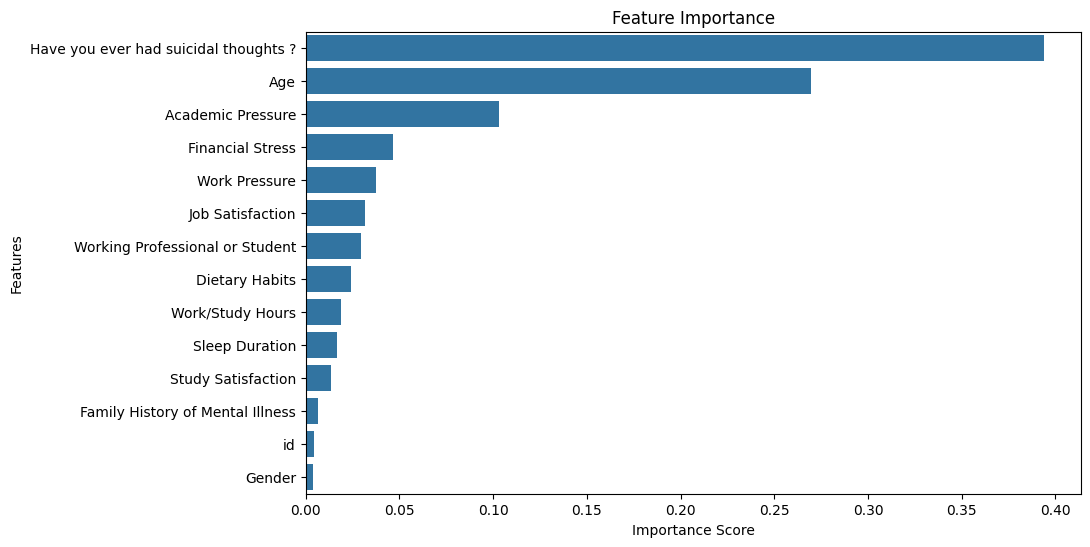 Feature Importance
Have you ever had suicidal thoughts ?
Age
Academic Pressure
Financial Stress
Work Pressure
Job Satisfaction
Working Professional or Student
Dietary Habits
Work/Study Hours
Sleep Duration
Study Satisfaction
Family History of Mental Illness
id
Gender
Features
0.00 0.05 0.10 0.15 0.20 0.25 0.30 0.35 0.40
Importance Score